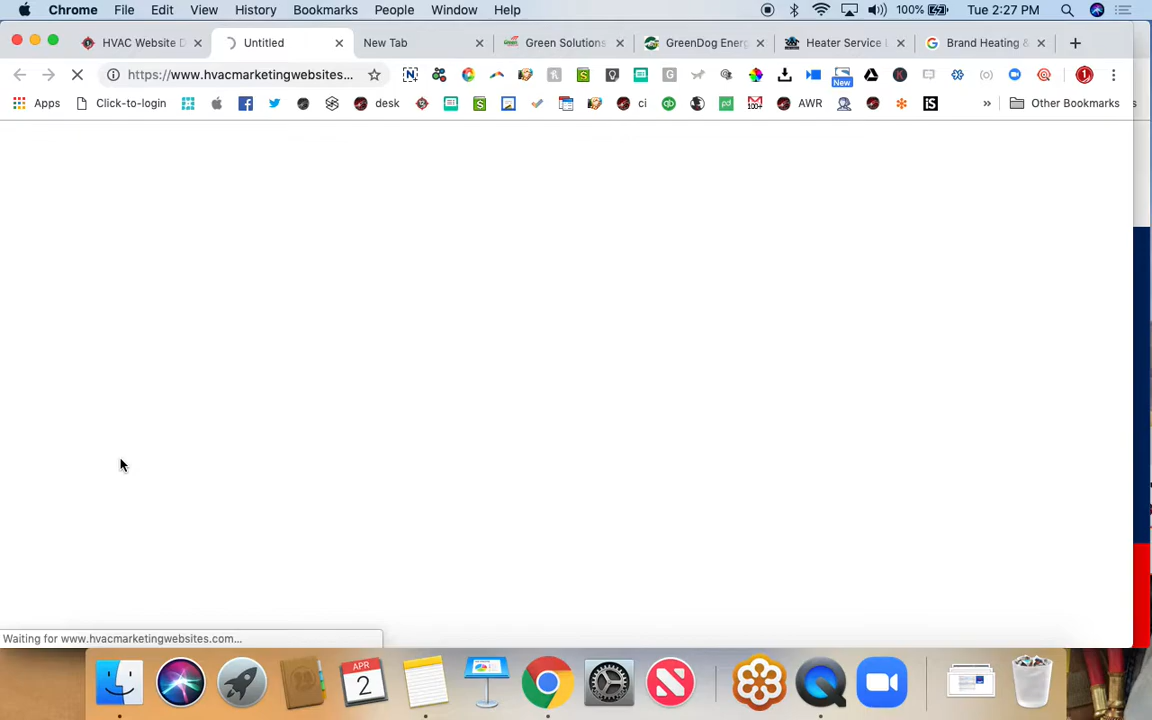 Chrome File Edit View History Bookmarks People Window Help 100% Tue 2:27 PM
HVAC Website D Untitled New Tab Green Solutions GreenDog Energ Heater Service Brand Heating &
https://www.hvacmarketingwebsites... New
Apps Click-to-login desk ci 100+ AWR iS » Other Bookmarks
Waiting for www.hvacmarketingwebsites.com...
APR
2